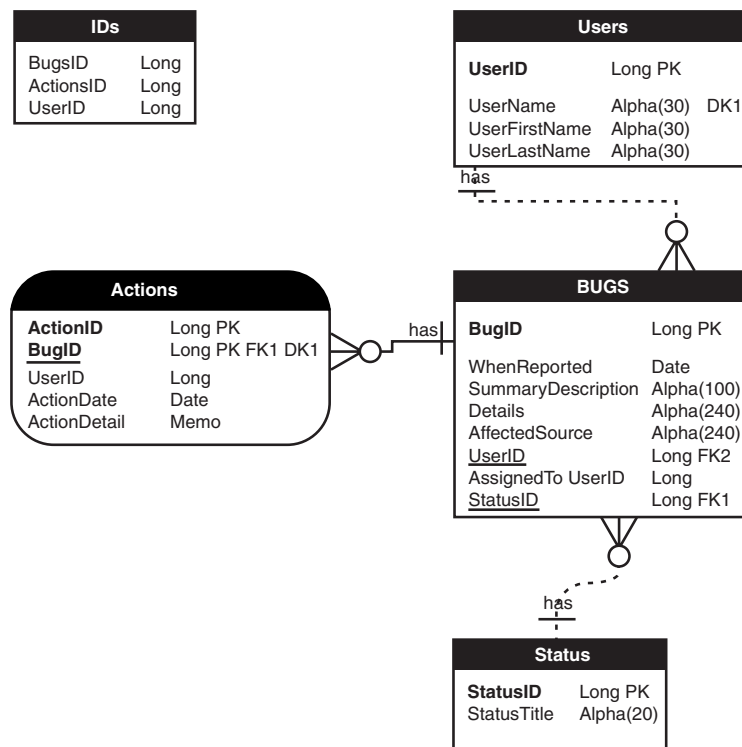 IDs
BugsID Long
ActionsID Long
UserID Long
Users
UserID Long PK
UserName Alpha(30) DK1
UserFirstName Alpha(30)
UserLastName Alpha(30)
has
Actions
ActionID Long PK
BugID Long PK FK1 DK1
UserID Long
ActionDate Date
ActionDetail Memo
has
BUGS
BugID Long PK
WhenReported Date
SummaryDescription Alpha(100)
Details Alpha(240)
AffectedSource Alpha(240)
UserID Long FK2
AssignedTo UserID Long
StatusID Long FK1
has
Status
StatusID Long PK
StatusTitle Alpha(20)